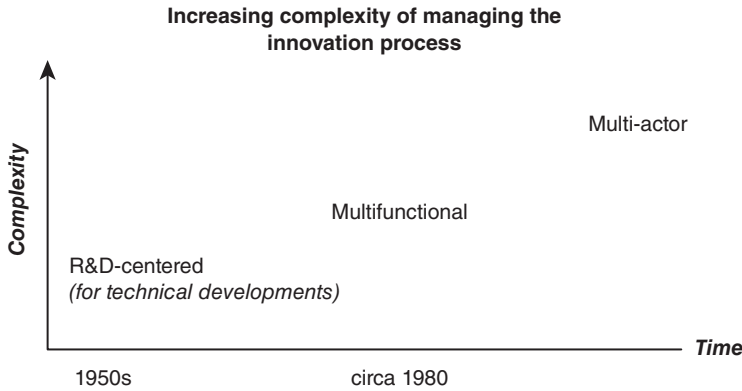 Increasing complexity of managing the
innovation process
Multi-actor
Complexity
Multifunctional
R&D-centered
(for technical developments)
Time
1950s
circa 1980